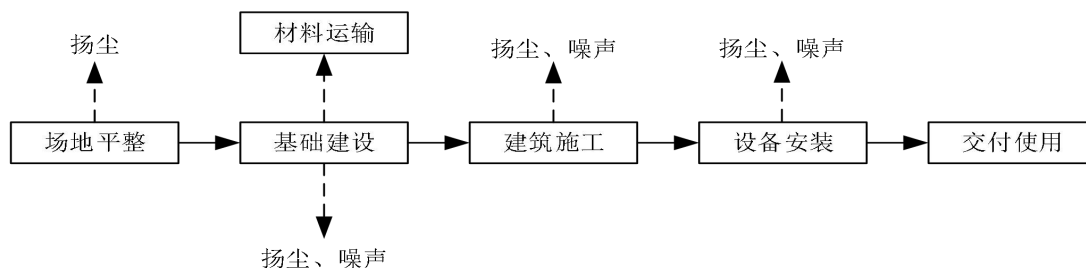 扬尘
材料运输
扬尘、噪声
扬尘、噪声
场地平整
基础建设
建筑施工
设备安装
交付使用
扬尘、噪声